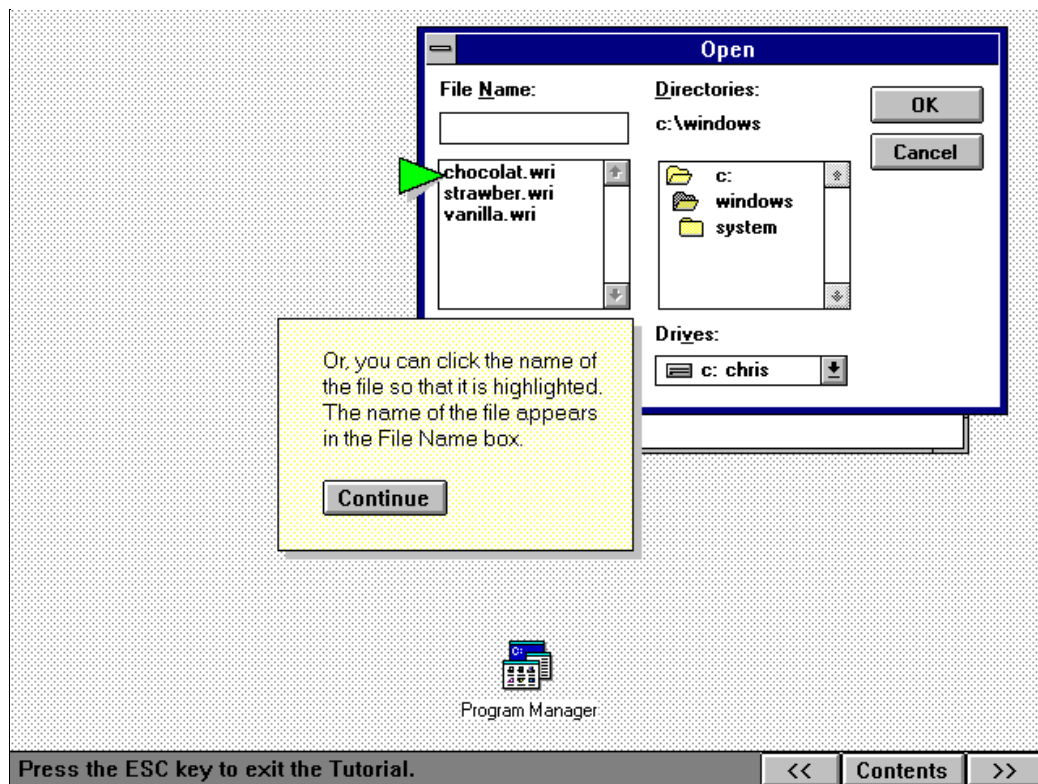 Open
File Name:
Directories:
OK
c:\windows
Cancel
chocolat.wri
strawber.wri
vanilla.wri
c:
windows
system
Drives:
c: chris
Or, you can click the name of
the file so that it is highlighted.
The name of the file appears
in the File Name box.
Continue
C:
Program Manager
Press the ESC key to exit the Tutorial.
<<
Contents
>>